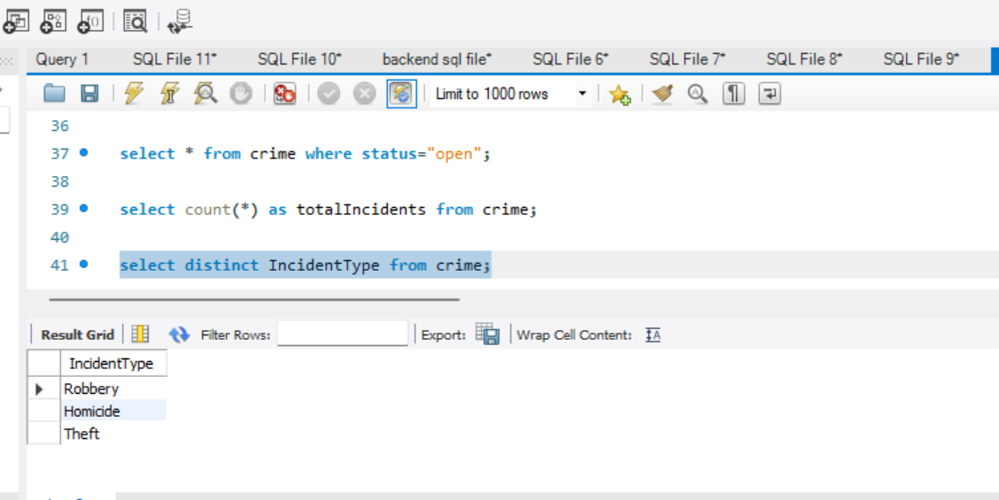 Query 1 SQL File 11* SQL File 10* backend sql file* SQL File 6* SQL File 7* SQL File 8* SQL File 9*
Limit to 1000 rows
36
37 select * from crime where status="open";
38
39 select count(*) as totalIncidents from crime;
40
41 select distinct IncidentType from crime;
Result Grid Filter Rows: Export: Wrap Cell Content: IA
IncidentType
Robbery
Homicide
Theft